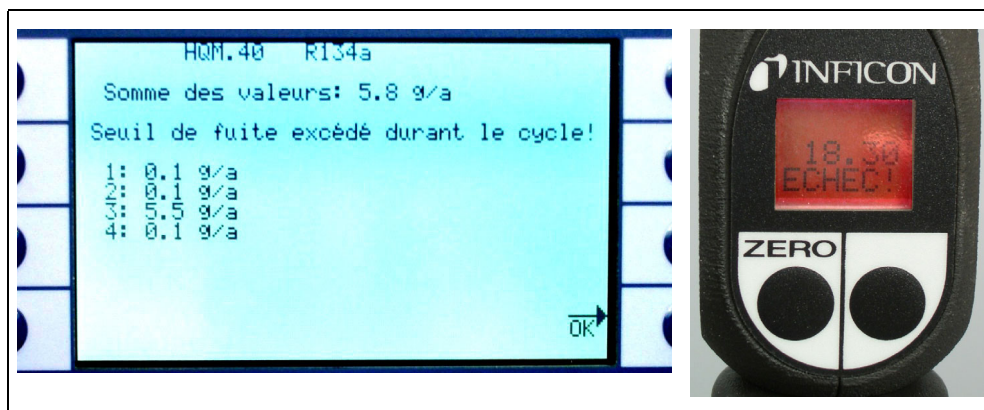 HQM.40 R134a
Somme des valeurs: 5.8 g/a
Seuil de fuite excédé durant le cycle!
1: 0.1 g/a
2: 0.1 g/a
3: 5.5 g/a
4: 0.1 g/a
OK
INFICON
18.30
ECHEC!
ZERO